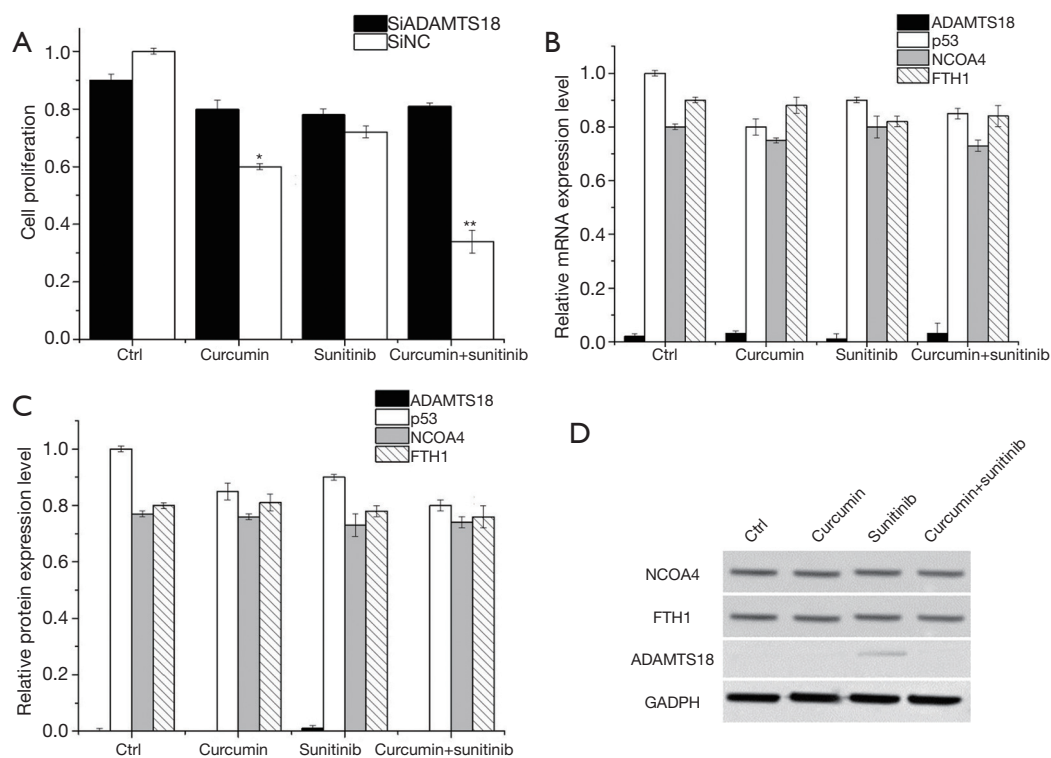 A
SiADAMTS18
SiNC
Cell proliferation
1.0
0.8
0.6
0.4
0.2
0.0
*
**
Ctrl Curcumin Sunitinib Curcumin+sunitinib
B
ADAMTS18
p53
NCOA4
FTH1
Relative mRNA expression level
1.0
0.8
0.6
0.4
0.2
0.0
Ctrl Curcumin Sunitinib Curcumin+sunitinib
C
ADAMTS18
p53
NCOA4
FTH1
Relative protein expression level
1.0
0.8
0.6
0.4
0.2
0.0
Ctrl Curcumin Sunitinib Curcumin+sunitinib
D
Ctrl Curcumin Sunitinib Curcumin+sunitinib
NCOA4
FTH1
ADAMTS18
GADPH